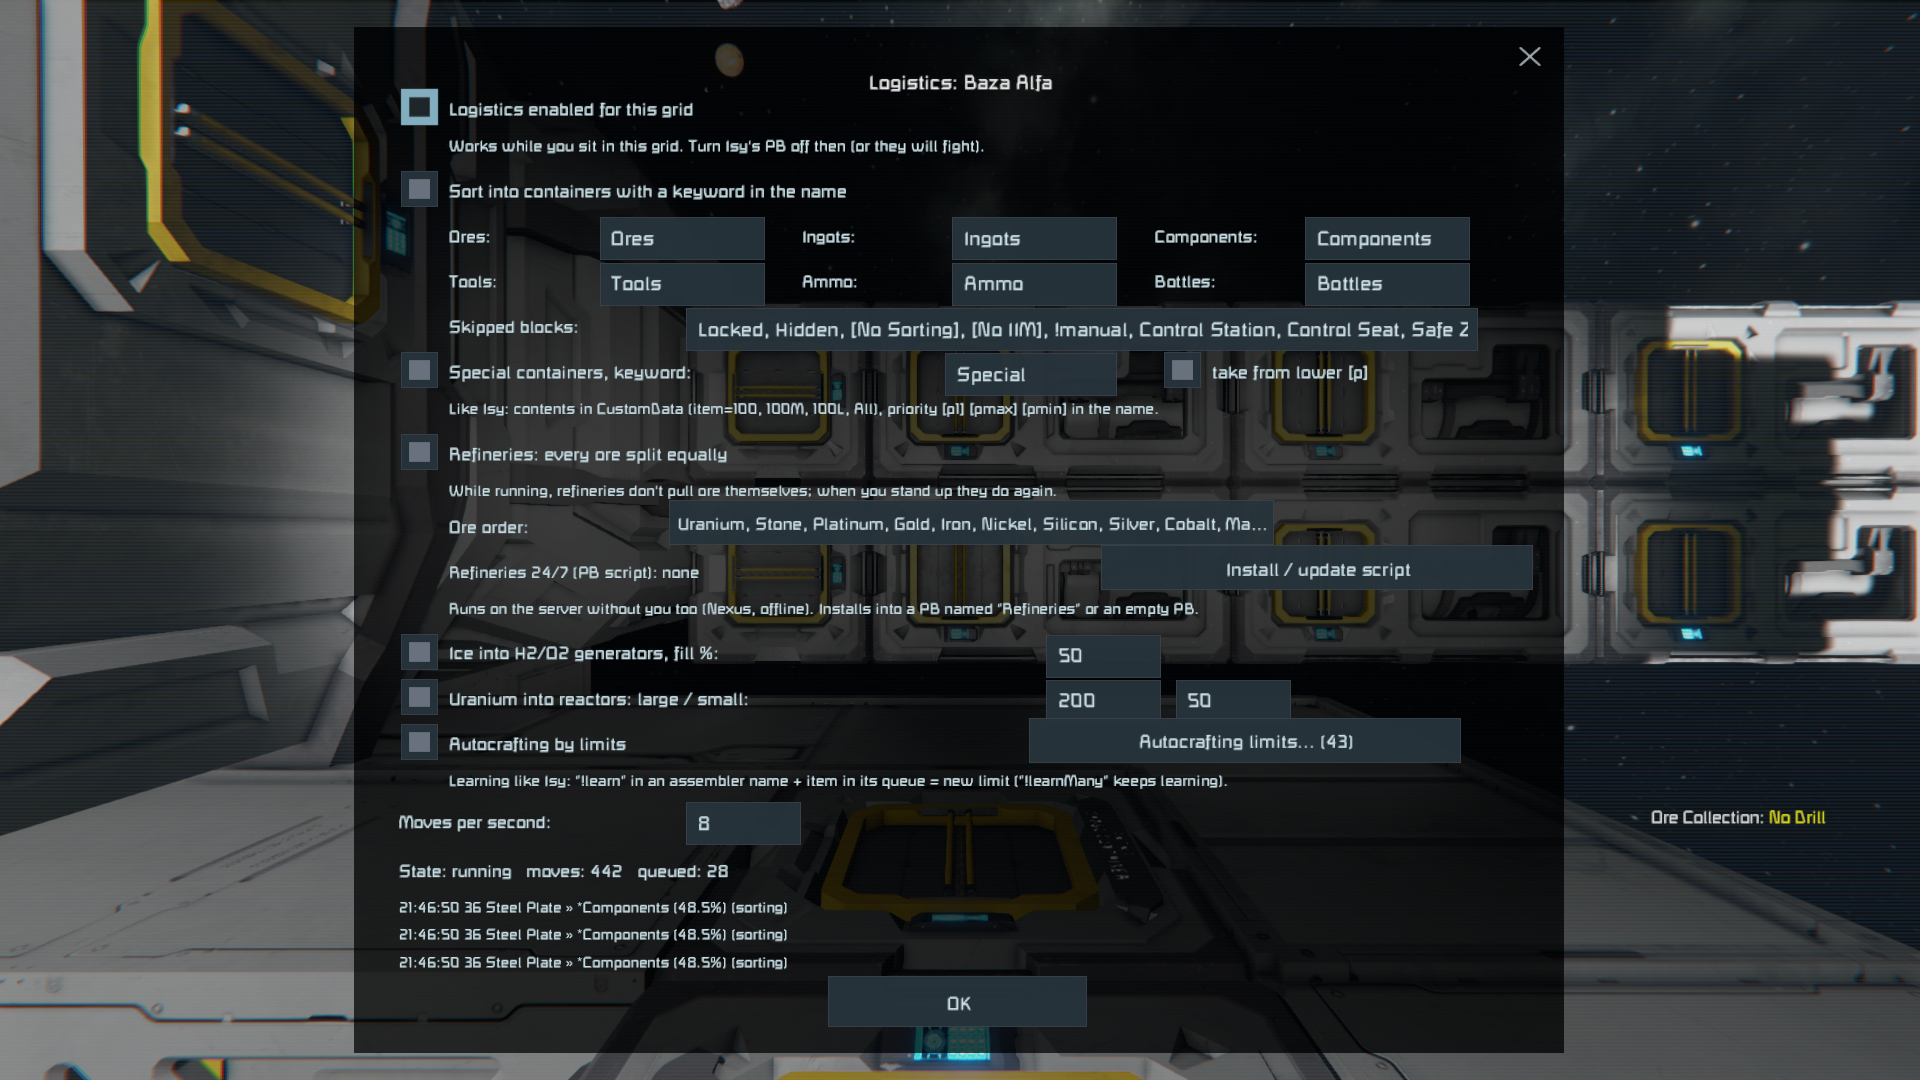 Logistics: Baza Alfa
Logistics enabled for this grid
Works while you sit in this grid. Turn Isy's PB off then (or they will fight).
Sort into containers with a keyword in the name
Ores: Ores Ingots: Ingots Components: Components
Tools: Tools Ammo: Ammo Bottles: Bottles
Skipped blocks: Locked, Hidden, [No Sorting], [No IIM], !manual, Control Station, Control Seat, Safe Z
Special containers, keyword: Special take from lower [p]
Like Isy: contents in CustomData (item=100, 100M, 100L, All), priority [p1] [pmax] [pmin] in the name.
Refineries: every ore split equally
While running, refineries don't pull ore themselves; when you stand up they do again.
Ore order: Uranium, Stone, Platinum, Gold, Iron, Nickel, Silicon, Silver, Cobalt, Ma...
Refineries 24/7 (PB script): none Install / update script
Runs on the server without you too (Nexus, offline). Installs into a PB named "Refineries" or an empty PB.
Ice into H2/O2 generators, fill %: 50
Uranium into reactors: large / small: 200 50
Autocrafting by limits Autocrafting limits... (43)
Learning like Isy: "!learn" in an assembler name + item in its queue = new limit ("!learnMany" keeps learning).
Ore Collection: No Drill
Moves per second: 8
State: running moves: 442 queued: 28
21:46:50 36 Steel Plate » *Components (48.5%) (sorting)
21:46:50 36 Steel Plate » *Components (48.5%) (sorting)
21:46:50 36 Steel Plate » *Components (48.5%) (sorting)
OK